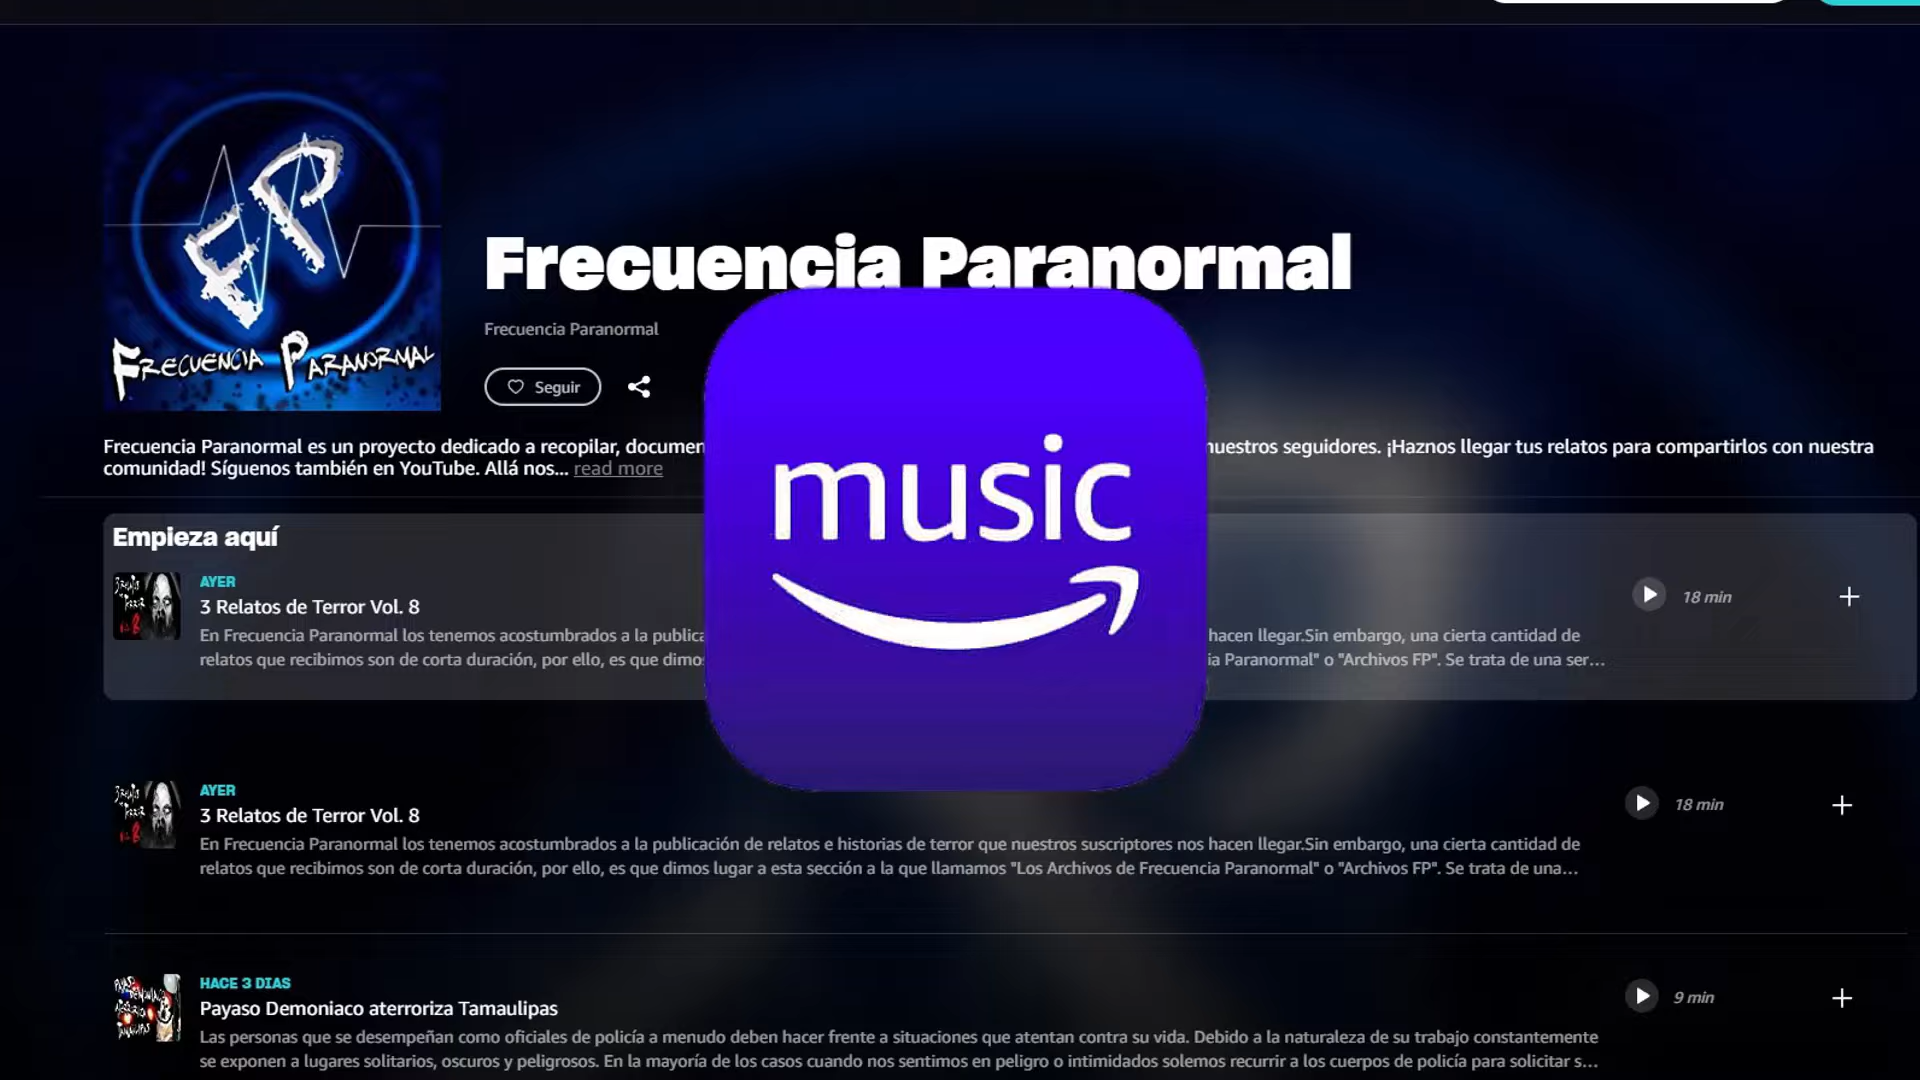 FP
FRECUENCIA PARANORMAL
Frecuencia Paranormal
Frecuencia Paranormal
Seguir
Frecuencia Paranormal es un proyecto dedicado a recopilar, documen
nuestros seguidores. ¡Haznos llegar tus relatos para compartirlos con nuestra
comunidad! Síguenos también en YouTube. Allá nos... read more
music
Empieza aquí
3 Relatos de Terror Vol. 8
AYER
3 Relatos de Terror Vol. 8
18 min
En Frecuencia Paranormal los tenemos acostumbrados a la publica
hacen llegar.Sin embargo, una cierta cantidad de
relatos que recibimos son de corta duración, por ello, es que dimos
ia Paranormal" o "Archivos FP". Se trata de una ser...
AYER
3 Relatos de Terror Vol. 8
18 min
En Frecuencia Paranormal los tenemos acostumbrados a la publicación de relatos e historias de terror que nuestros suscriptores nos hacen llegar.Sin embargo, una cierta cantidad de
relatos que recibimos son de corta duración, por ello, es que dimos lugar a esta sección a la que llamamos "Los Archivos de Frecuencia Paranormal" o "Archivos FP". Se trata de una...
HACE 3 DIAS
Payaso Demoniaco aterroriza Tamaulipas
9 min
Las personas que se desempeñan como oficiales de policía a menudo deben hacer frente a situaciones que atentan contra su vida. Debido a la naturaleza de su trabajo constantemente
se exponen a lugares solitarios, oscuros y peligrosos. En la mayoría de los casos cuando nos sentimos en peligro o intimidados solemos recurrir a los cuerpos de policía para solicitar s...